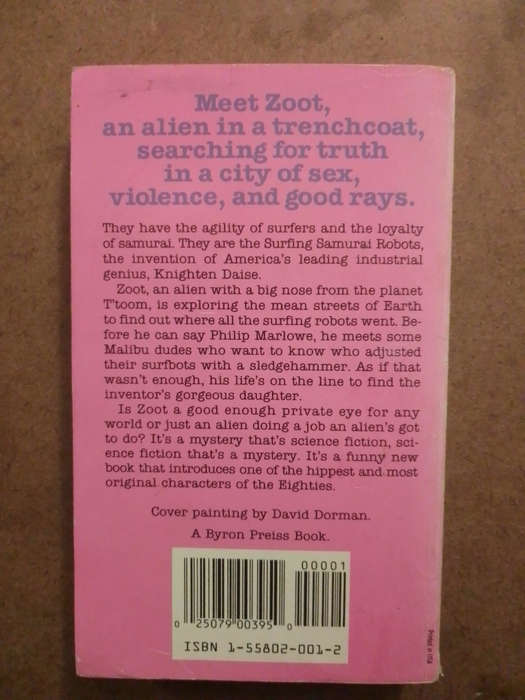 Meet Zoot,
an alien in a trenchcoat,
searching for truth
in a city of sex,
violence, and good rays.
They have the agility of surfers and the loyalty
of samurai. They are the Surfing Samurai Robots,
the invention of America's leading industrial
genius, Knighten Daise.
Zoot, an alien with a big nose from the planet
T'toom, is exploring the mean streets of Earth
to find out where all the surfing robots went. Be-
fore he can say Philip Marlowe, he meets some
Malibu dudes who want to know who adjusted
their surfbots with a sledgehammer. As if that
wasn't enough, his life's on the line to find the
inventor's gorgeous daughter.
Is Zoot a good enough private eye for any
world or just an alien doing a job an alien's got
to do? It's a mystery that's science fiction, sci-
ence fiction that's a mystery. It's a funny new
book that introduces one of the hippest and most
original characters of the Eighties.
Cover painting by David Dorman.
A Byron Preiss Book.
00001
0 25079 00395 0
ISBN 1-55802-001-2
Printed in USA